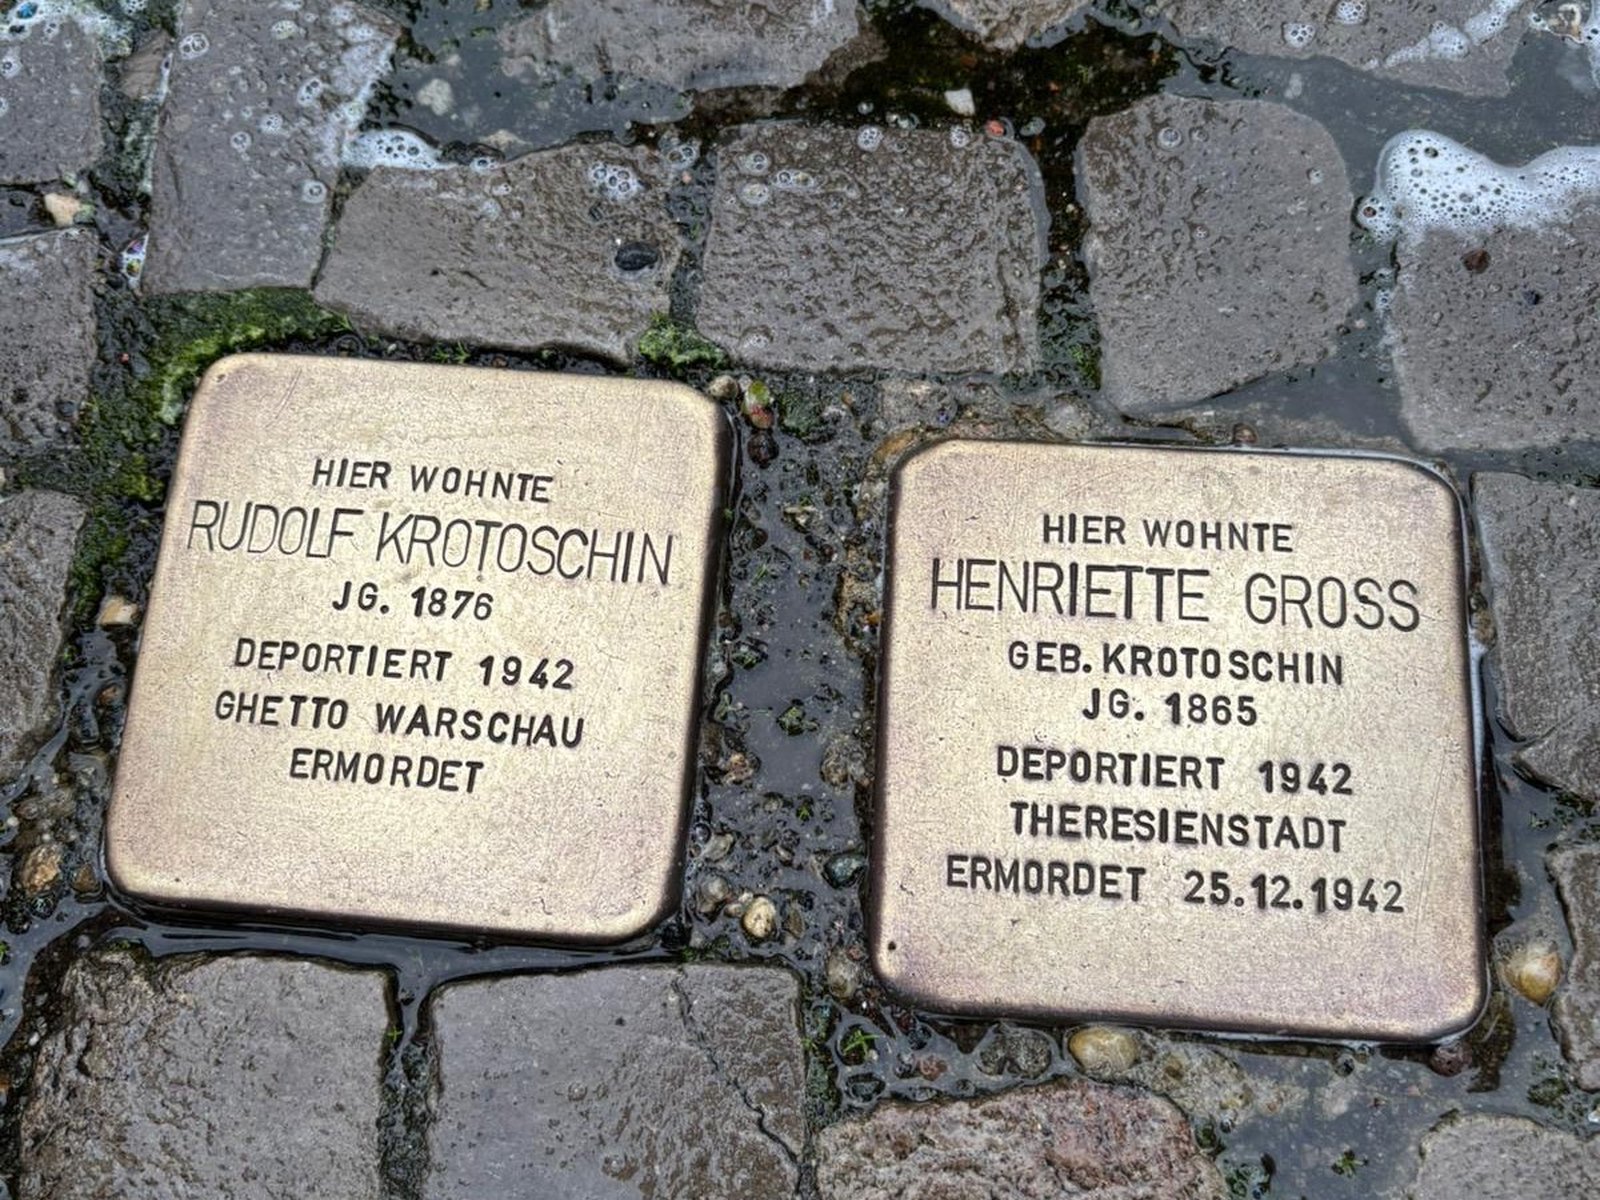 HIER WOHNTE
RUDOLF KROTOSCHIN
JG. 1876
DEPORTIERT 1942
GHETTO WARSCHAU
ERMORDET
HIER WOHNTE
HENRIETTE GROSS
GEB. KROTOSCHIN
JG. 1865
DEPORTIERT 1942
THERESIENSTADT
ERMORDET 25.12.1942